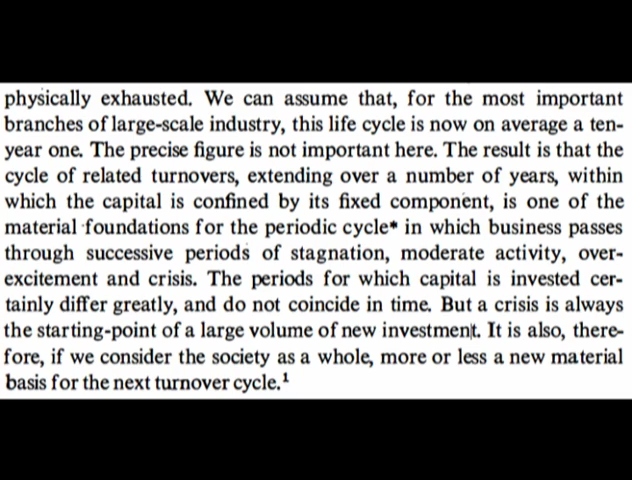 physically exhausted. We can assume that, for the most important
branches of large-scale industry, this life cycle is now on average a ten-
year one. The precise figure is not important here. The result is that the
cycle of related turnovers, extending over a number of years, within
which the capital is confined by its fixed component, is one of the
material foundations for the periodic cycle* in which business passes
through successive periods of stagnation, moderate activity, over-
excitement and crisis. The periods for which capital is invested cer-
tainly differ greatly, and do not coincide in time. But a crisis is always
the starting-point of a large volume of new investment. It is also, there-
fore, if we consider the society as a whole, more or less a new material
basis for the next turnover cycle.¹